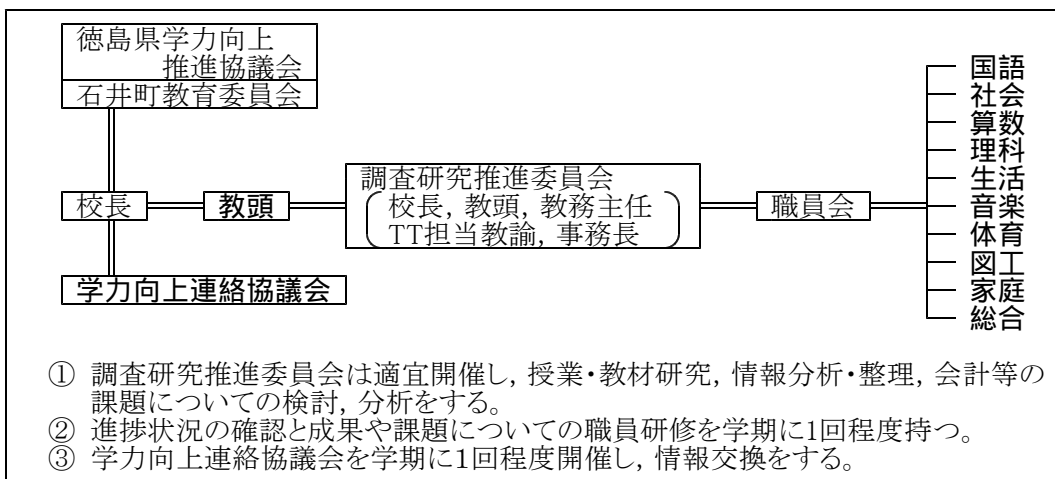 徳島県学力向上
推進協議会
石井町教育委員会
校長
教頭
調査研究推進委員会
校長, 教頭, 教務主任
TT担当教諭, 事務長
職員会
学力向上連絡協議会
国語
社会
算数
理科
生活
音楽
体育
図工
家庭
総合
① 調査研究推進委員会は適宜開催し, 授業・教材研究, 情報分析・整理, 会計等の
課題についての検討, 分析をする。
② 進捗状況の確認と成果や課題についての職員研修を学期に1回程度持つ。
③ 学力向上連絡協議会を学期に1回程度開催し, 情報交換をする。